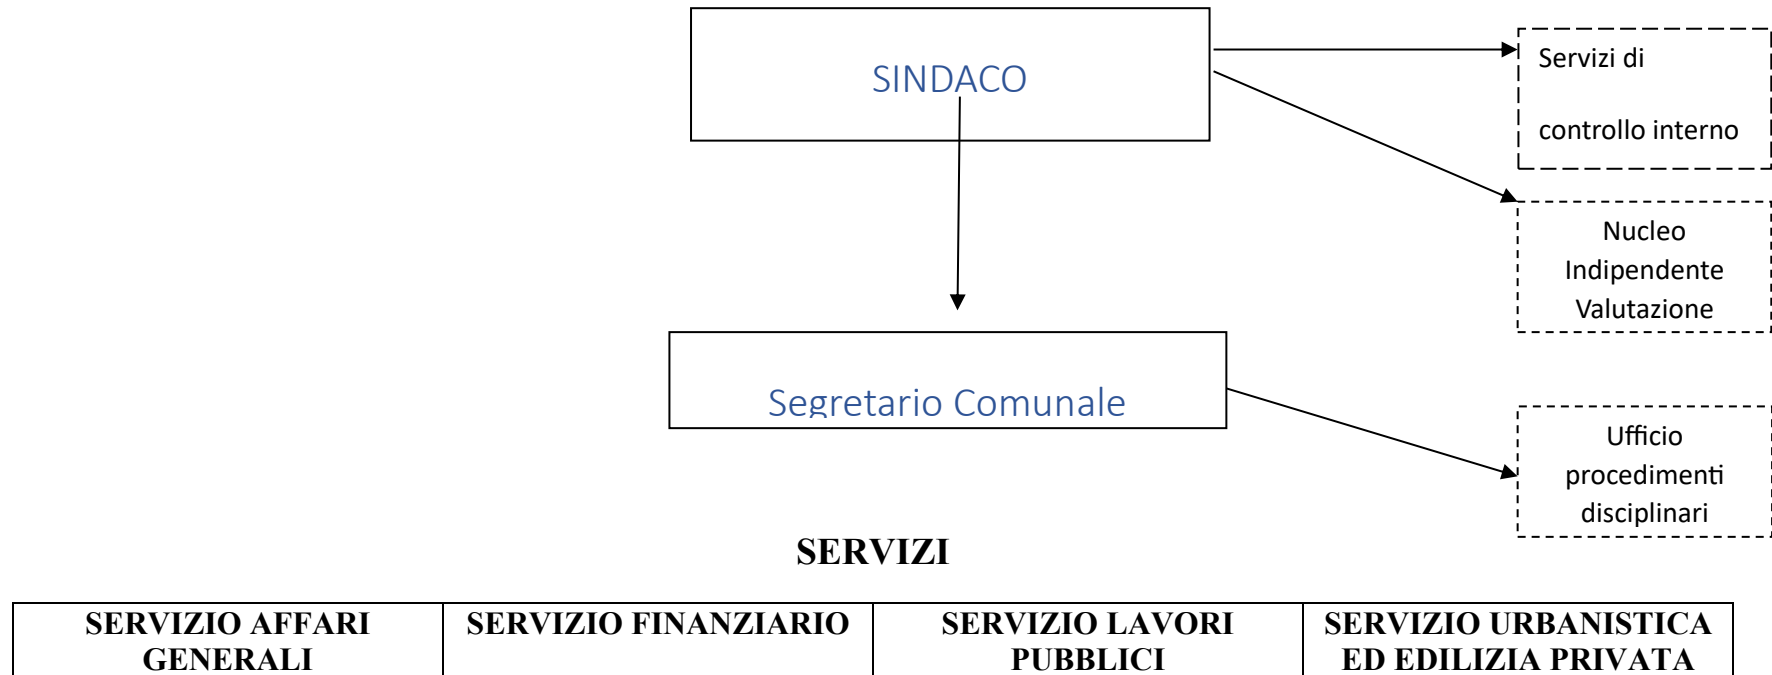 SINDACO
Servizi di
controllo interno
Nucleo
Indipendente
Valutazione
Segretario Comunale
Ufficio
procedimenti
disciplinari
SERVIZI
SERVIZIO AFFARI
GENERALI
SERVIZIO FINANZIARIO
SERVIZIO LAVORI
PUBBLICI
SERVIZIO URBANISTICA
ED EDILIZIA PRIVATA